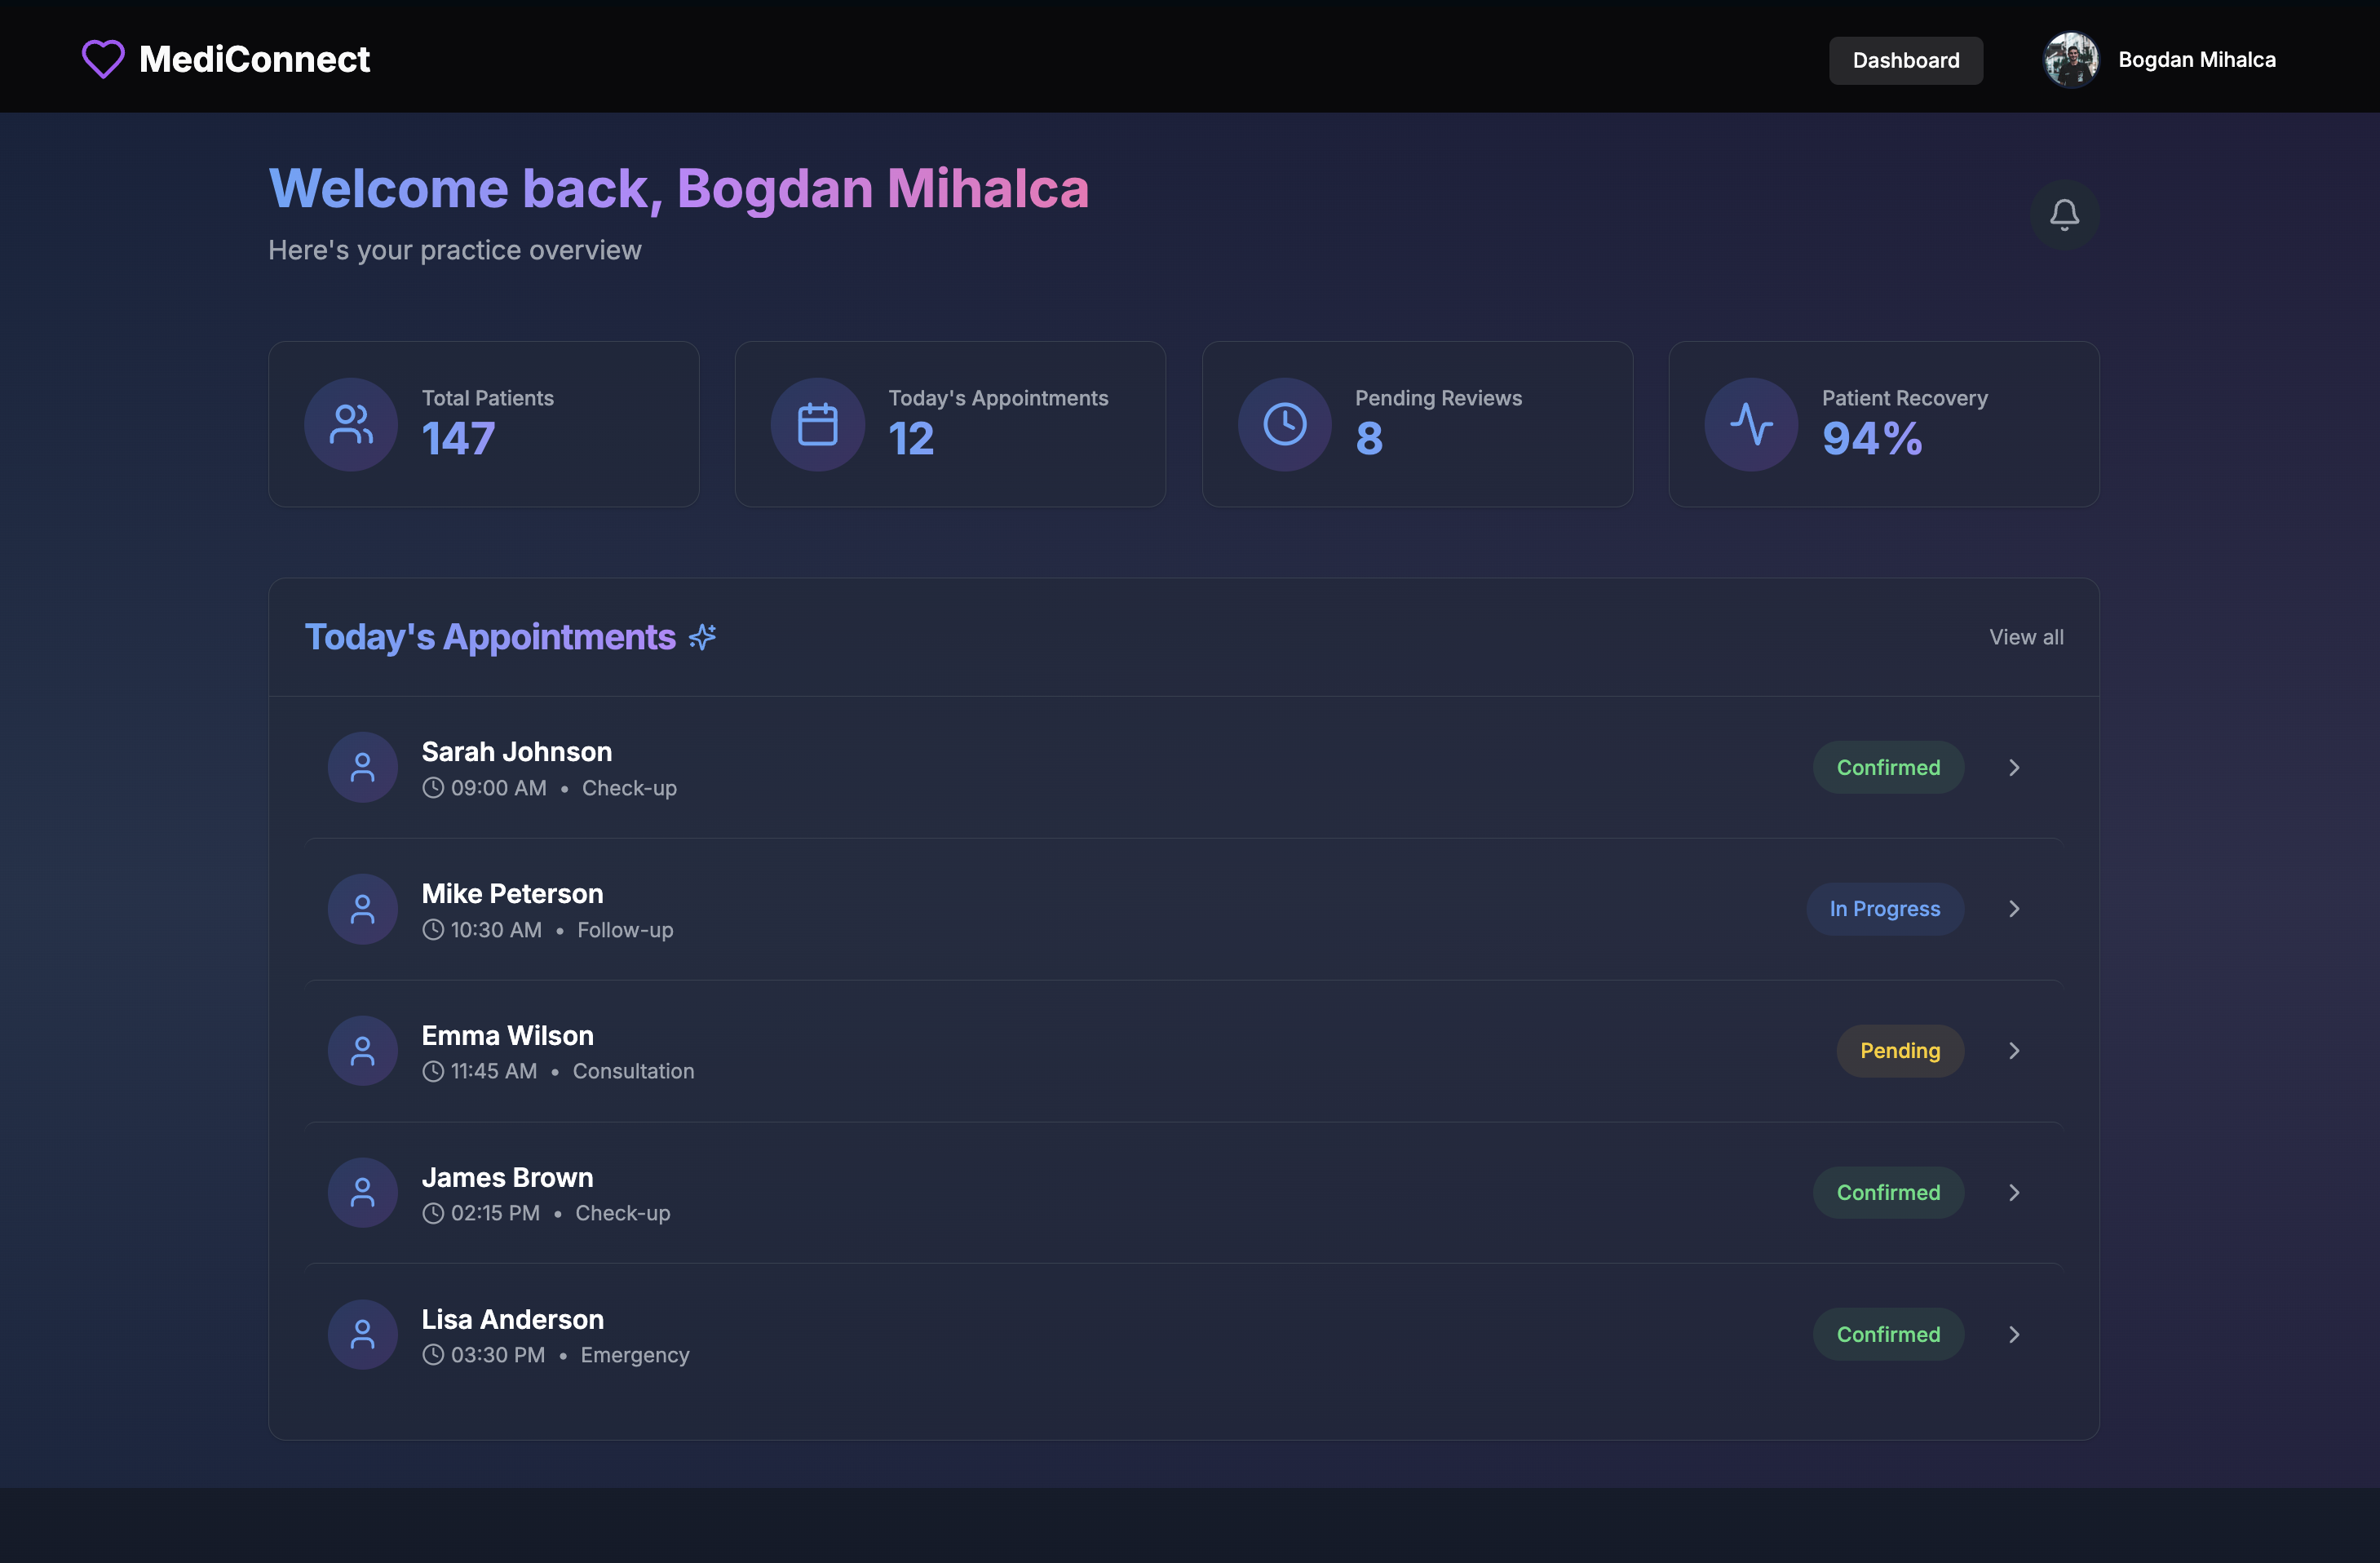 MediConnect
Dashboard
Bogdan Mihalca
Welcome back, Bogdan Mihalca
Here's your practice overview
Total Patients
147
Today's Appointments
12
Pending Reviews
8
Patient Recovery
94%
Today's Appointments
View all
Sarah Johnson
09:00 AM • Check-up
Confirmed
Mike Peterson
10:30 AM • Follow-up
In Progress
Emma Wilson
11:45 AM • Consultation
Pending
James Brown
02:15 PM • Check-up
Confirmed
Lisa Anderson
03:30 PM • Emergency
Confirmed